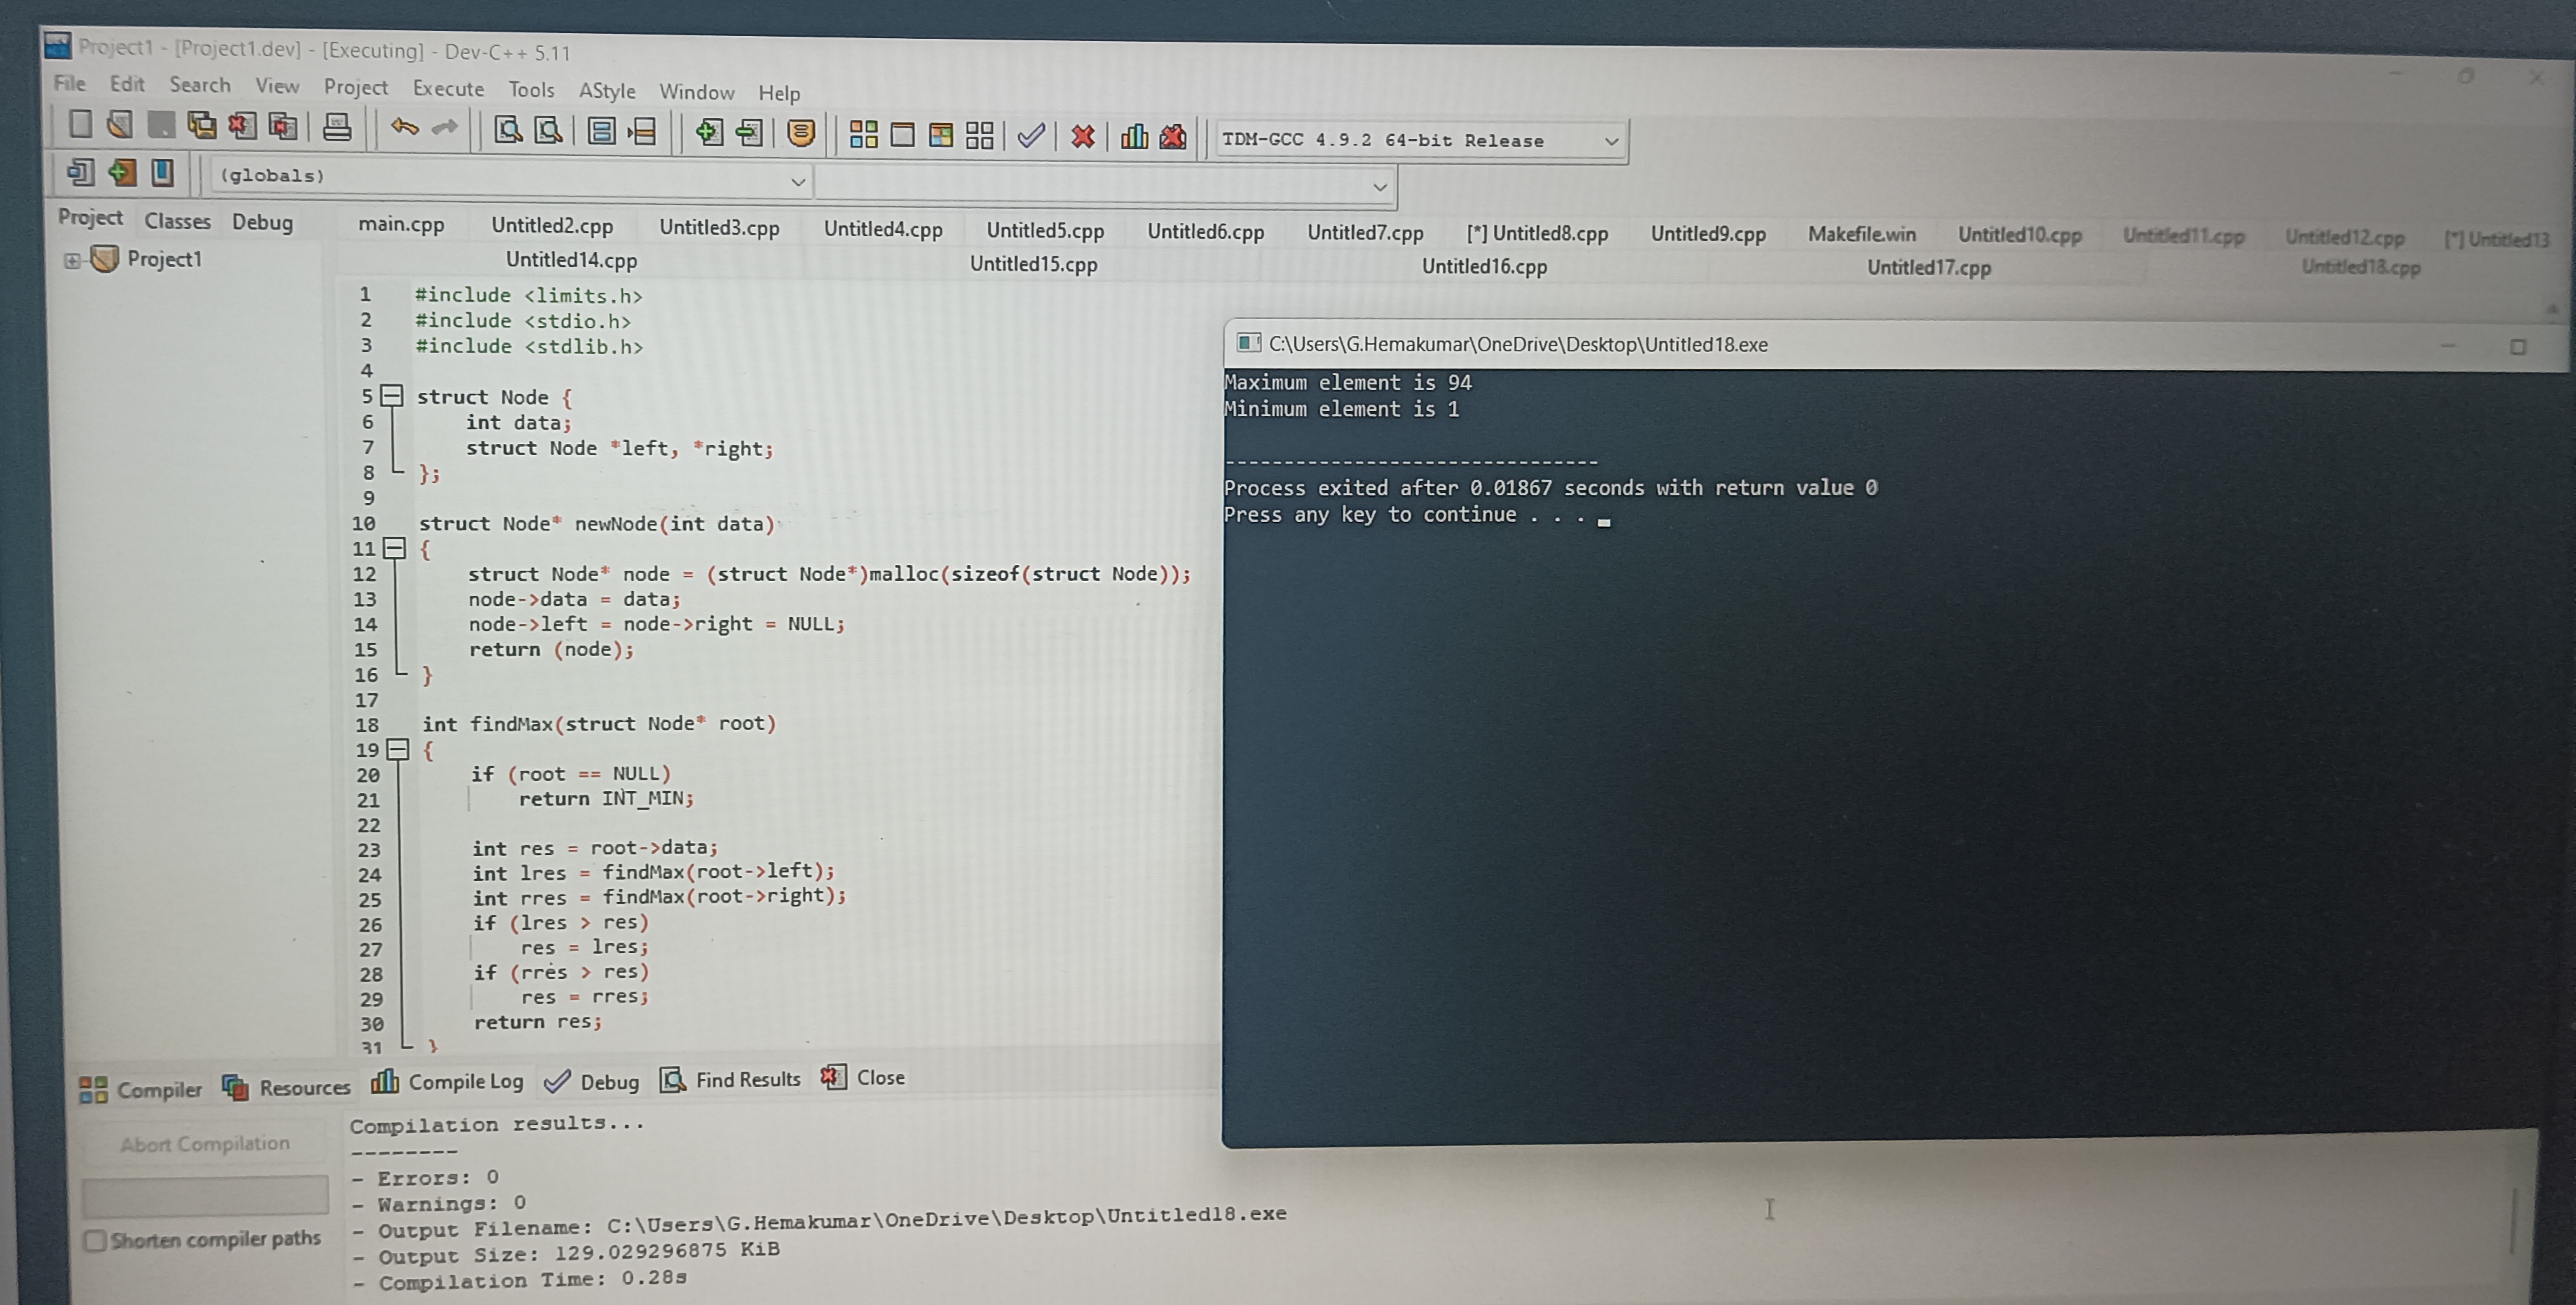 Project1 - [Project1.dev] - [Executing] - Dev-C++ 5.11
File Edit Search View Project Execute Tools AStyle Window Help
TDM-GCC 4.9.2 64-bit Release
(globals)
Project Classes Debug
main.cpp Untitled2.cpp Untitled3.cpp Untitled4.cpp Untitled5.cpp Untitled6.cpp Untitled7.cpp [*] Untitled8.cpp Untitled9.cpp Makefile.win Untitled10.cpp Untitled11.cpp Untitled12.cpp [*] Untitled13
Untitled14.cpp Untitled15.cpp Untitled16.cpp Untitled17.cpp Untitled18.cpp
Project1
1 #include <limits.h>
2 #include <stdio.h>
3 #include <stdlib.h>
4
5 struct Node {
6 int data;
7 struct Node *left, *right;
8 };
9
10 struct Node* newNode(int data)
11 {
12 struct Node* node = (struct Node*)malloc(sizeof(struct Node));
13 node->data = data;
14 node->left = node->right = NULL;
15 return (node);
16 }
17
18 int findMax(struct Node* root)
19 {
20 if (root == NULL)
21 return INT_MIN;
22
23 int res = root->data;
24 int lres = findMax(root->left);
25 int rres = findMax(root->right);
26 if (lres > res)
27 res = lres;
28 if (rres > res)
29 res = rres;
30 return res;
31 }
C:\Users\G.Hemakumar\OneDrive\Desktop\Untitled18.exe
Maximum element is 94
Minimum element is 1
--------------------------------
Process exited after 0.01867 seconds with return value 0
Press any key to continue . . .
Compiler Resources Compile Log Debug Find Results Close
Abort Compilation
Shorten compiler paths
Compilation results...
--------
- Errors: 0
- Warnings: 0
- Output Filename: C:\Users\G.Hemakumar\OneDrive\Desktop\Untitled18.exe
- Output Size: 129.029296875 KiB
- Compilation Time: 0.28s